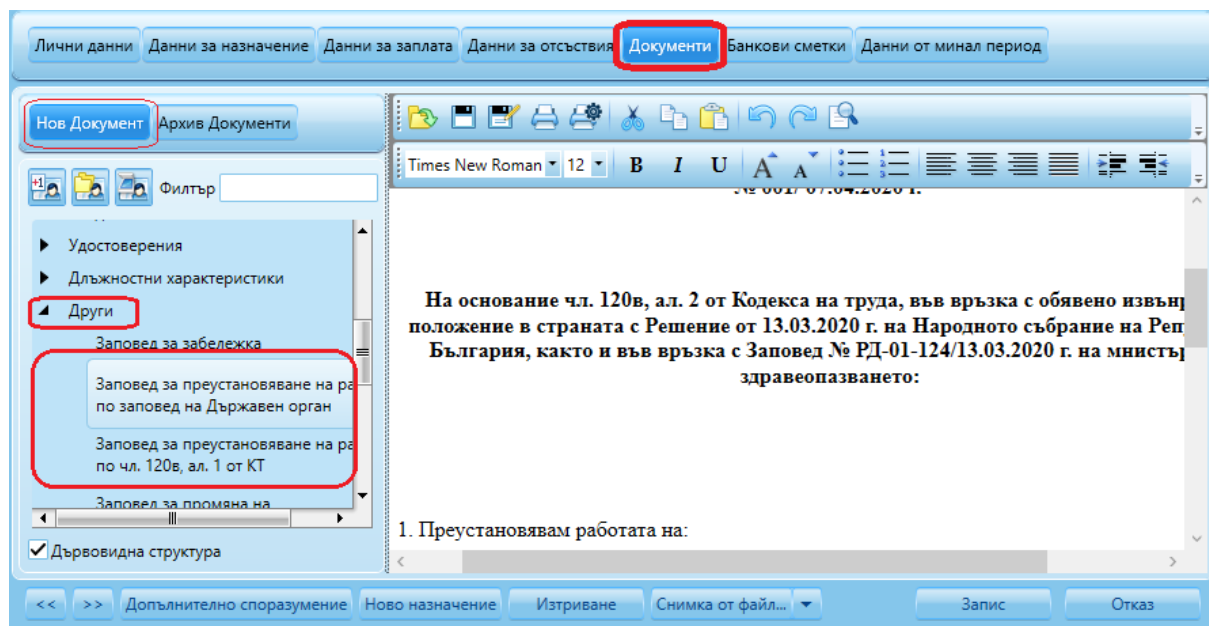 Лични данни Данни за назначение Данни за заплата Данни за отсъствия Документи Банкови сметки Данни от минал период
Нов Документ Архив Документи
Филтър
Удостоверения
Длъжностни характеристики
Други
Заповед за забележка
Заповед за преустановяване на ра
по заповед на Държавен орган
Заповед за преустановяване на ра
по чл. 120в, ал. 1 от КТ
Заповед за промяна на
Дървовидна структура
Times New Roman 12 B I U A A
№ 001/ 07.04.2020 г.
На основание чл. 120в, ал. 2 от Кодекса на труда, във връзка с обявено извънр
положение в страната с Решение от 13.03.2020 г. на Народното събрание на Реп
България, както и във връзка с Заповед № РД-01-124/13.03.2020 г. на мнистър
здравеопазването:
1. Преустановявам работата на:
<< >> Допълнително споразумение Ново назначение Изтриване Снимка от файл... Запис Отказ